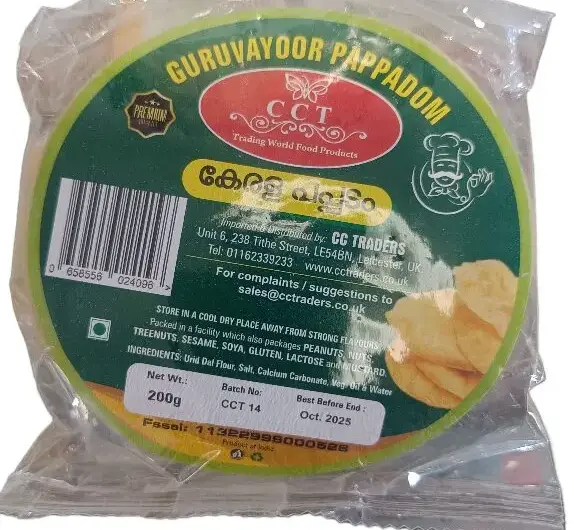 GURUVAYOOR PAPPADOM
PREMIUM
CCT
Trading World Food Products
കേരള പപ്പടം
Imported & Distributed by: CC TRADERS
Unit 6, 238 Tithe Street, LE54BN, Leicester, UK.
Tel: 01162339233 www.cctraders.co.uk
For complaints / suggestions to
sales@cctraders.co.uk
0 658556 024096 >
STORE IN A COOL DRY PLACE AWAY FROM STRONG FLAVOURS
Packed in a facility which also packages PEANUTS, NUTS,
TREENUTS, SESAME, SOYA, GLUTEN, LACTOSE and MUSTARD.
INGREDIENTS: Urid Dal Flour, Salt, Calcium Carbonate, Veg. Oil & Water
Net Wt.:
200g
Batch No:
CCT 14
Best Before End :
Oct. 2025
Fssai: 11322998000526
Product of India